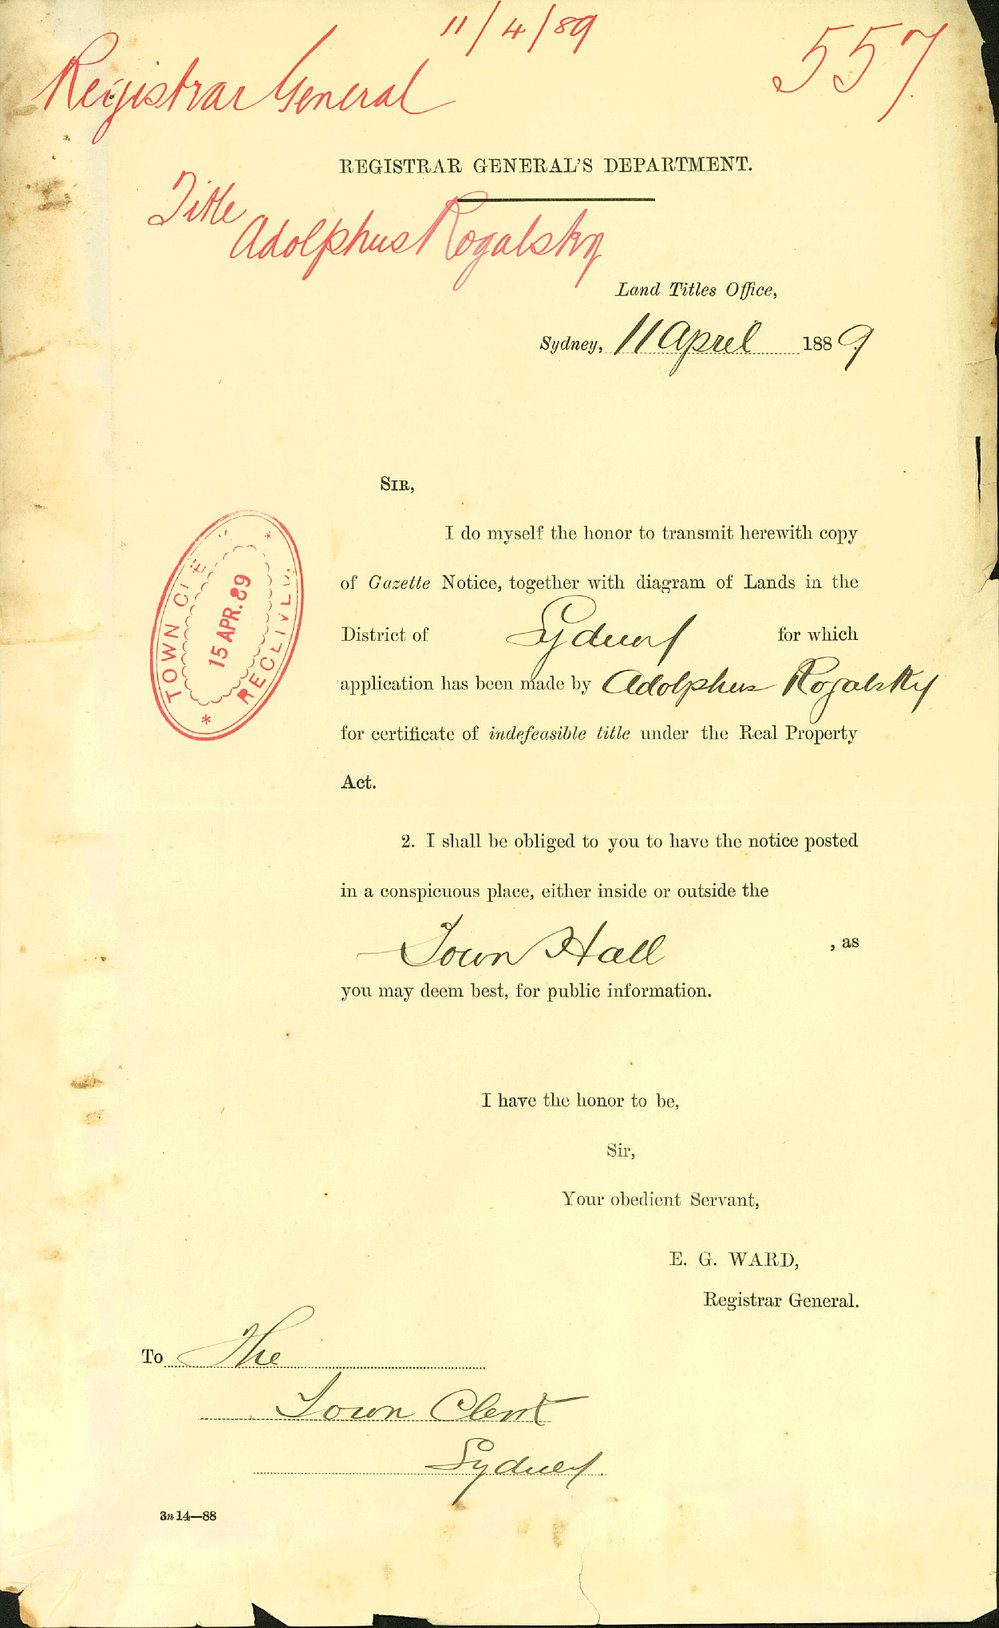 11/4/89
557
Registrar General
REGISTRAR GENERAL'S DEPARTMENT.
Title
Adolphus Rogalsky
Land Titles Office,
Sydney, 11 April 1889
SIR,
I do myself the honor to transmit herewith copy
of Gazette Notice, together with diagram of Lands in the
District of Sydney for which
application has been made by Adolphus Rogalsky
for certificate of indefeasible title under the Real Property
Act.
TOWN CLE
15 APR. 89
RECEIVED
2. I shall be obliged to you to have the notice posted
in a conspicuous place, either inside or outside the
Town Hall , as
you may deem best, for public information.
I have the honor to be,
Sir,
Your obedient Servant,
E. G. WARD,
Registrar General.
To The
Town Clerk
Sydney.
3n14—88